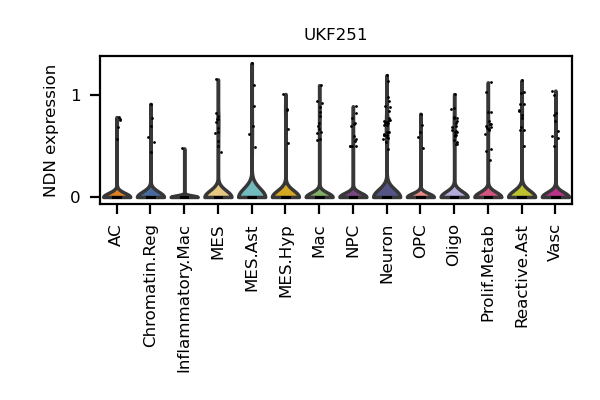 UKF251
NDN expression
1
0
AC
Chromatin.Reg
Inflammatory.Mac
MES
MES.Ast
MES.Hyp
Mac
NPC
Neuron
OPC
Oligo
Prolif.Metab
Reactive.Ast
Vasc